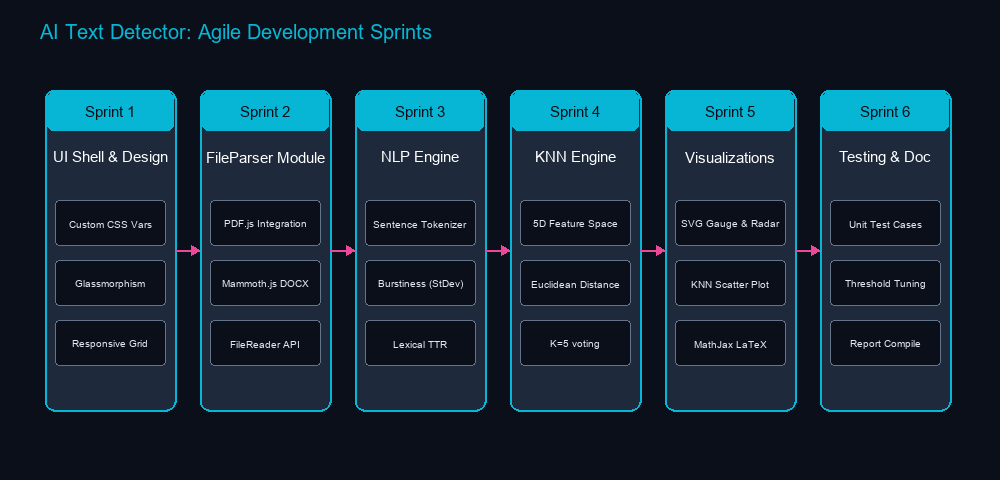 AI Text Detector: Agile Development Sprints
Sprint 1
UI Shell & Design
Custom CSS Vars
Glassmorphism
Responsive Grid
Sprint 2
FileParser Module
PDF.js Integration
Mammoth.js DOCX
FileReader API
Sprint 3
NLP Engine
Sentence Tokenizer
Burstiness (StDev)
Lexical TTR
Sprint 4
KNN Engine
5D Feature Space
Euclidean Distance
K=5 voting
Sprint 5
Visualizations
SVG Gauge & Radar
KNN Scatter Plot
MathJax LaTeX
Sprint 6
Testing & Doc
Unit Test Cases
Threshold Tuning
Report Compile